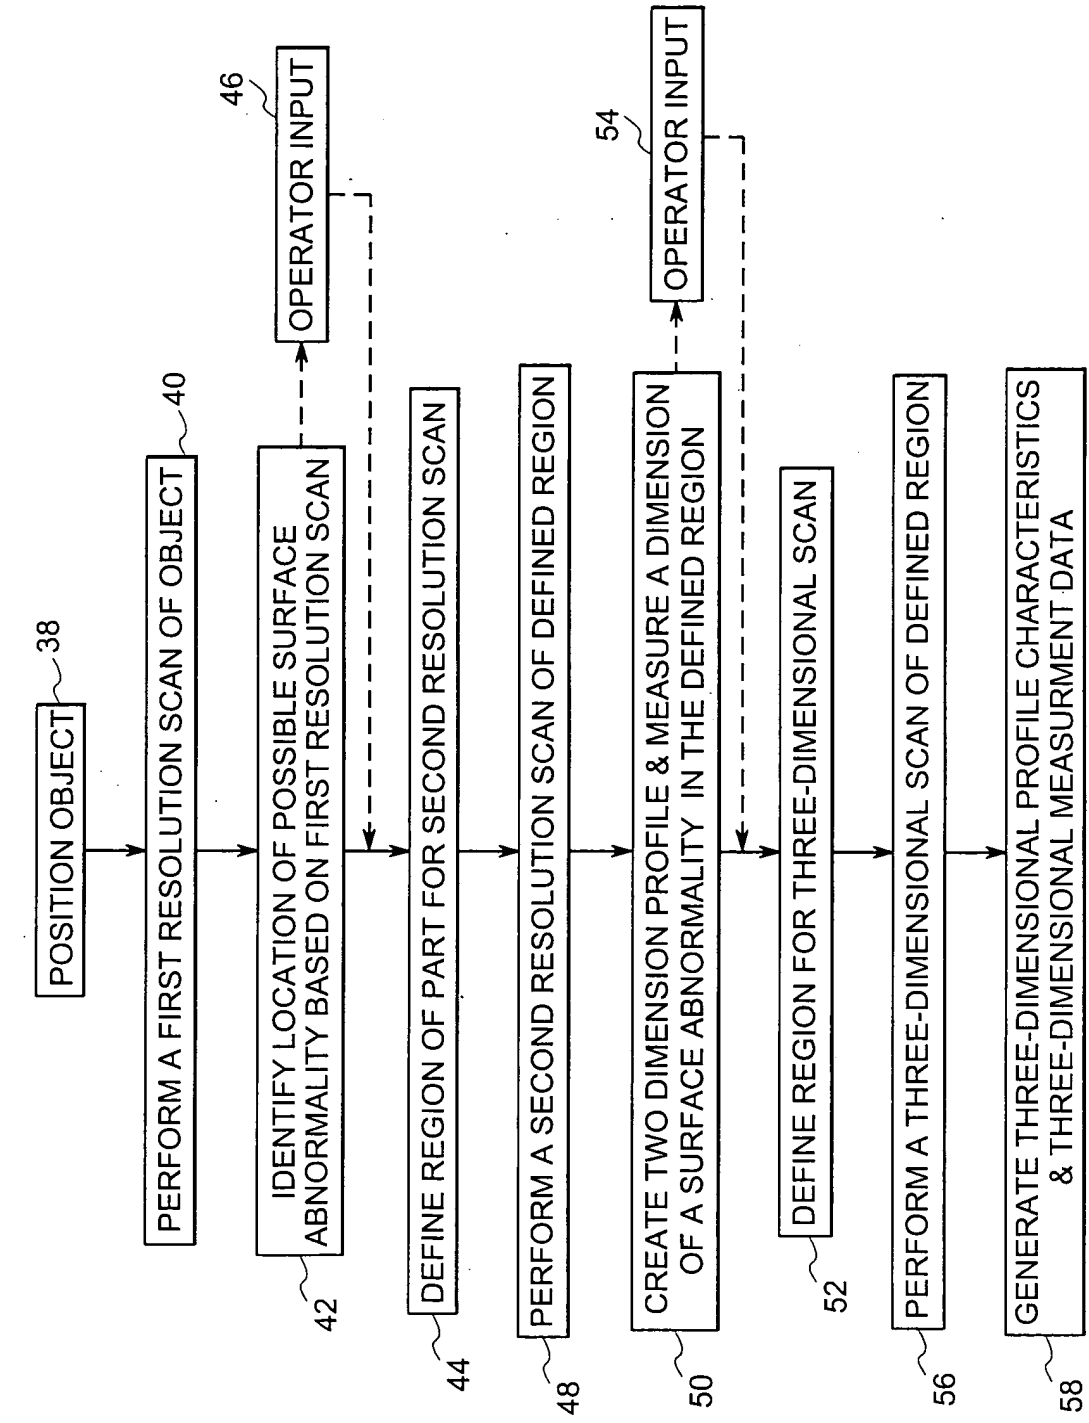 38
POSITION OBJECT
40
PERFORM A FIRST RESOLUTION SCAN OF OBJECT
42
IDENTIFY LOCATION OF POSSIBLE SURFACE
ABNORMALITY BASED ON FIRST RESOLUTION SCAN
46
OPERATOR INPUT
44
DEFINE REGION OF PART FOR SECOND RESOLUTION SCAN
48
PERFORM A SECOND RESOLUTION SCAN OF DEFINED REGION
50
CREATE TWO DIMENSION PROFILE & MEASURE A DIMENSION
OF A SURFACE ABNORMALITY IN THE DEFINED REGION
54
OPERATOR INPUT
52
DEFINE REGION FOR THREE-DIMENSIONAL SCAN
56
PERFORM A THREE-DIMENSIONAL SCAN OF DEFINED REGION
58
GENERATE THREE-DIMENSIONAL PROFILE CHARACTERISTICS
& THREE-DIMENSIONAL MEASURMENT DATA